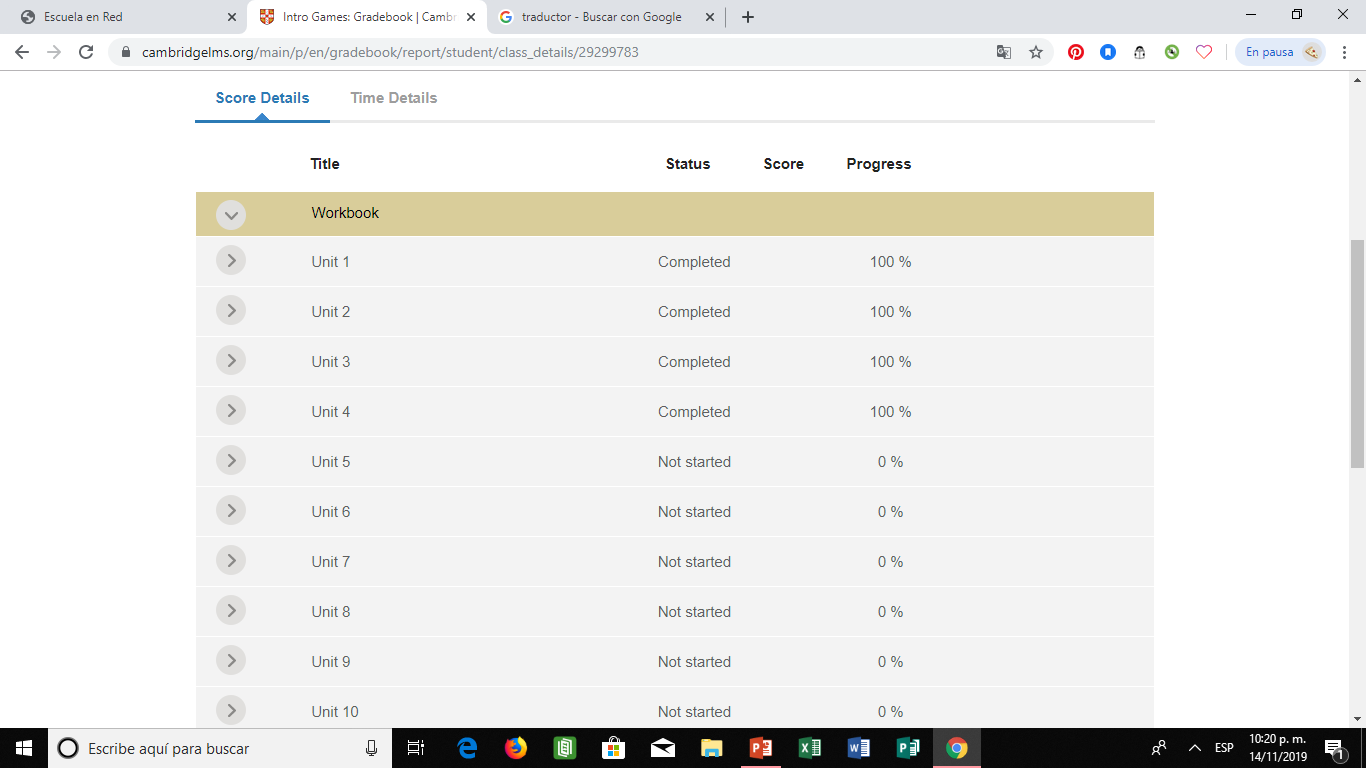 Escuela en Red
Intro Games: Gradebook | Cambr
traductor - Buscar con Google
cambridgelms.org/main/p/en/gradebook/report/student/class_details/29299783
En pausa
Score Details Time Details
Title Status Score Progress
Workbook
Unit 1 Completed 100 %
Unit 2 Completed 100 %
Unit 3 Completed 100 %
Unit 4 Completed 100 %
Unit 5 Not started 0 %
Unit 6 Not started 0 %
Unit 7 Not started 0 %
Unit 8 Not started 0 %
Unit 9 Not started 0 %
Unit 10 Not started 0 %
Escribe aquí para buscar
ESP
10:20 p. m.
14/11/2019
1